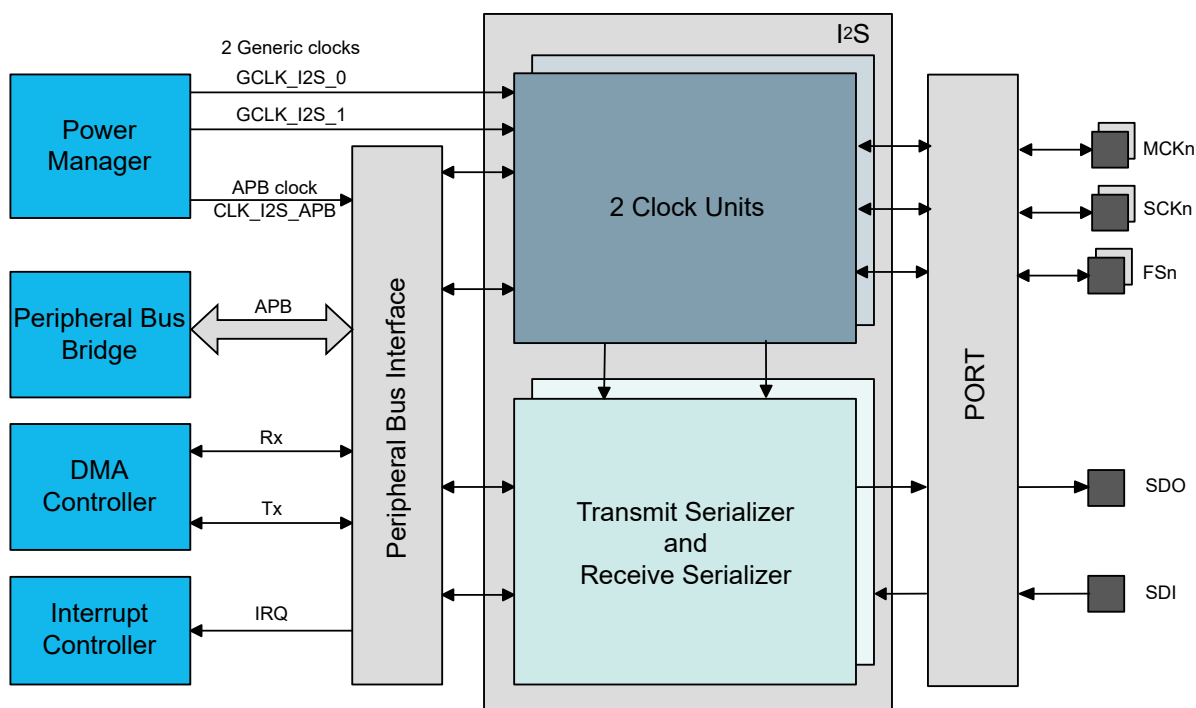 I²S
2 Generic clocks
GCLK_I2S_0
GCLK_I2S_1
Power
Manager
APB clock
CLK_I2S_APB
Peripheral Bus
Bridge
APB
DMA
Controller
Rx
Tx
Interrupt
Controller
IRQ
Peripheral Bus Interface
2 Clock Units
Transmit Serializer
and
Receive Serializer
PORT
MCKn
SCKn
FSn
SDO
SDI